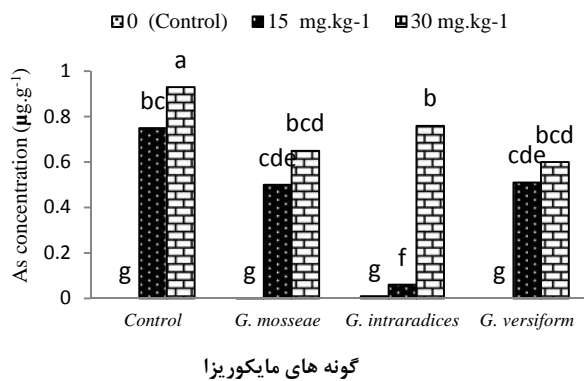 0 (Control) 15 mg.kg-1 30 mg.kg-1
As concentration (µg.g-1)
1
0.8
0.6
0.4
0.2
0
g bc a
g cde bcd
g f b
g cde bcd
Control G. mosseae G. intraradices G. versiform
گونه های مایکوریزا